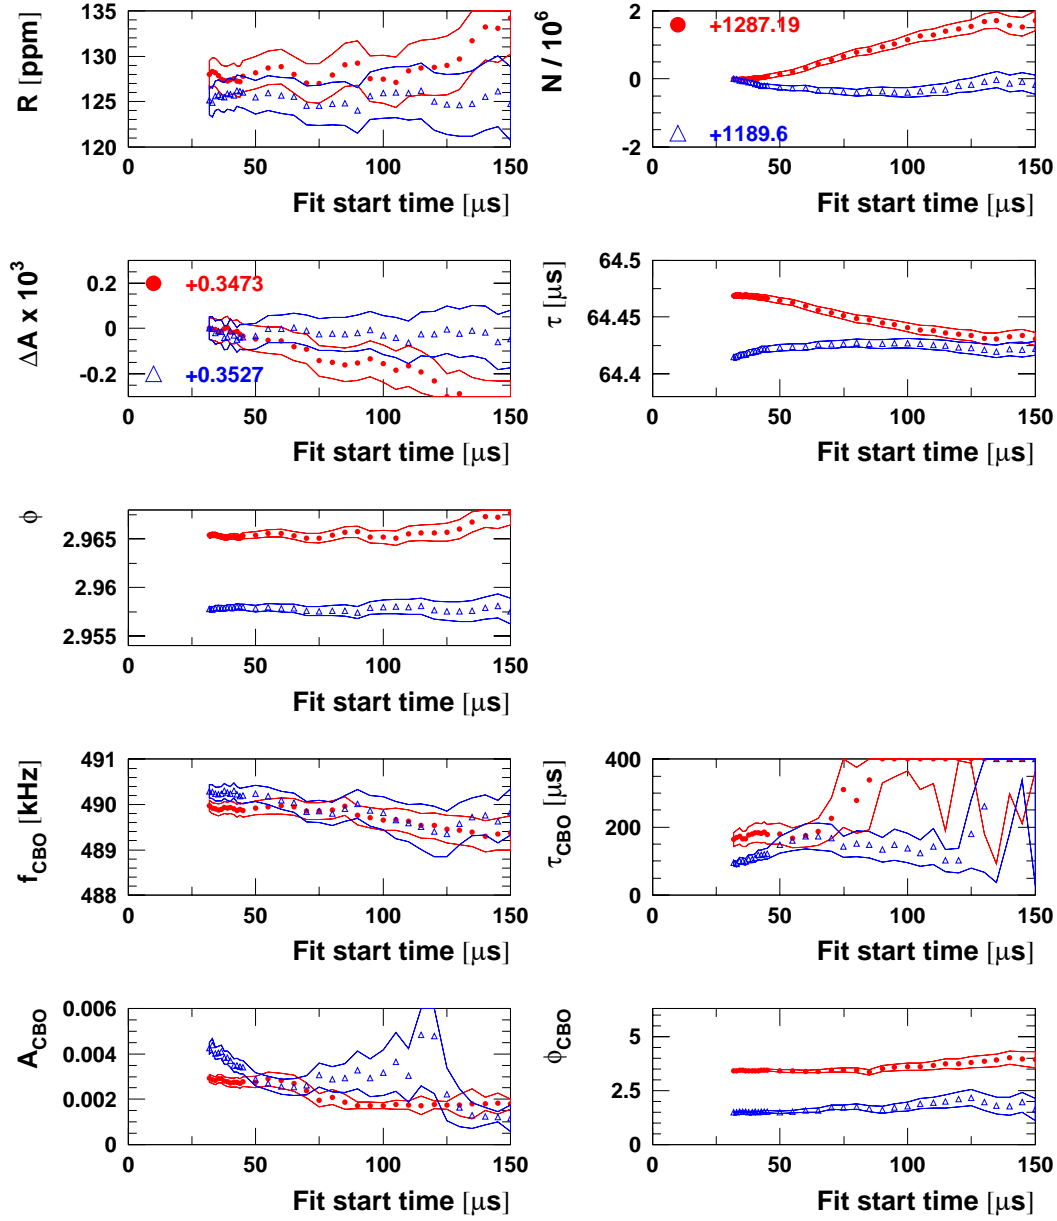 R [ppm]
135
130
125
120
0 50 100 150
Fit start time [μs]
N / 10^6
2
0
-2
+1287.19
+1189.6
0 50 100 150
Fit start time [μs]
ΔA x 10^3
0.2
0
-0.2
+0.3473
+0.3527
0 50 100 150
Fit start time [μs]
τ [μs]
64.5
64.45
64.4
0 50 100 150
Fit start time [μs]
ϕ
2.965
2.96
2.955
0 50 100 150
Fit start time [μs]
f_CBO [kHz]
491
490
489
488
0 50 100 150
Fit start time [μs]
τ_CBO [μs]
400
200
0
0 50 100 150
Fit start time [μs]
A_CBO
0.006
0.004
0.002
0
0 50 100 150
Fit start time [μs]
ϕ_CBO
5
2.5
0
0 50 100 150
Fit start time [μs]